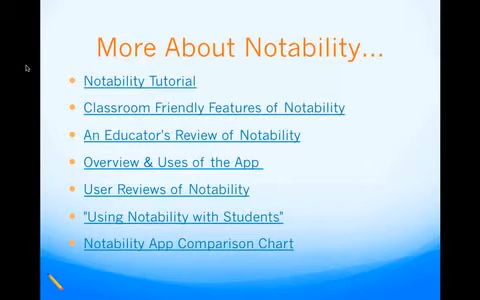 More About Notability...
Notability Tutorial
Classroom Friendly Features of Notability
An Educator's Review of Notability
Overview & Uses of the App
User Reviews of Notability
"Using Notability with Students"
Notability App Comparison Chart